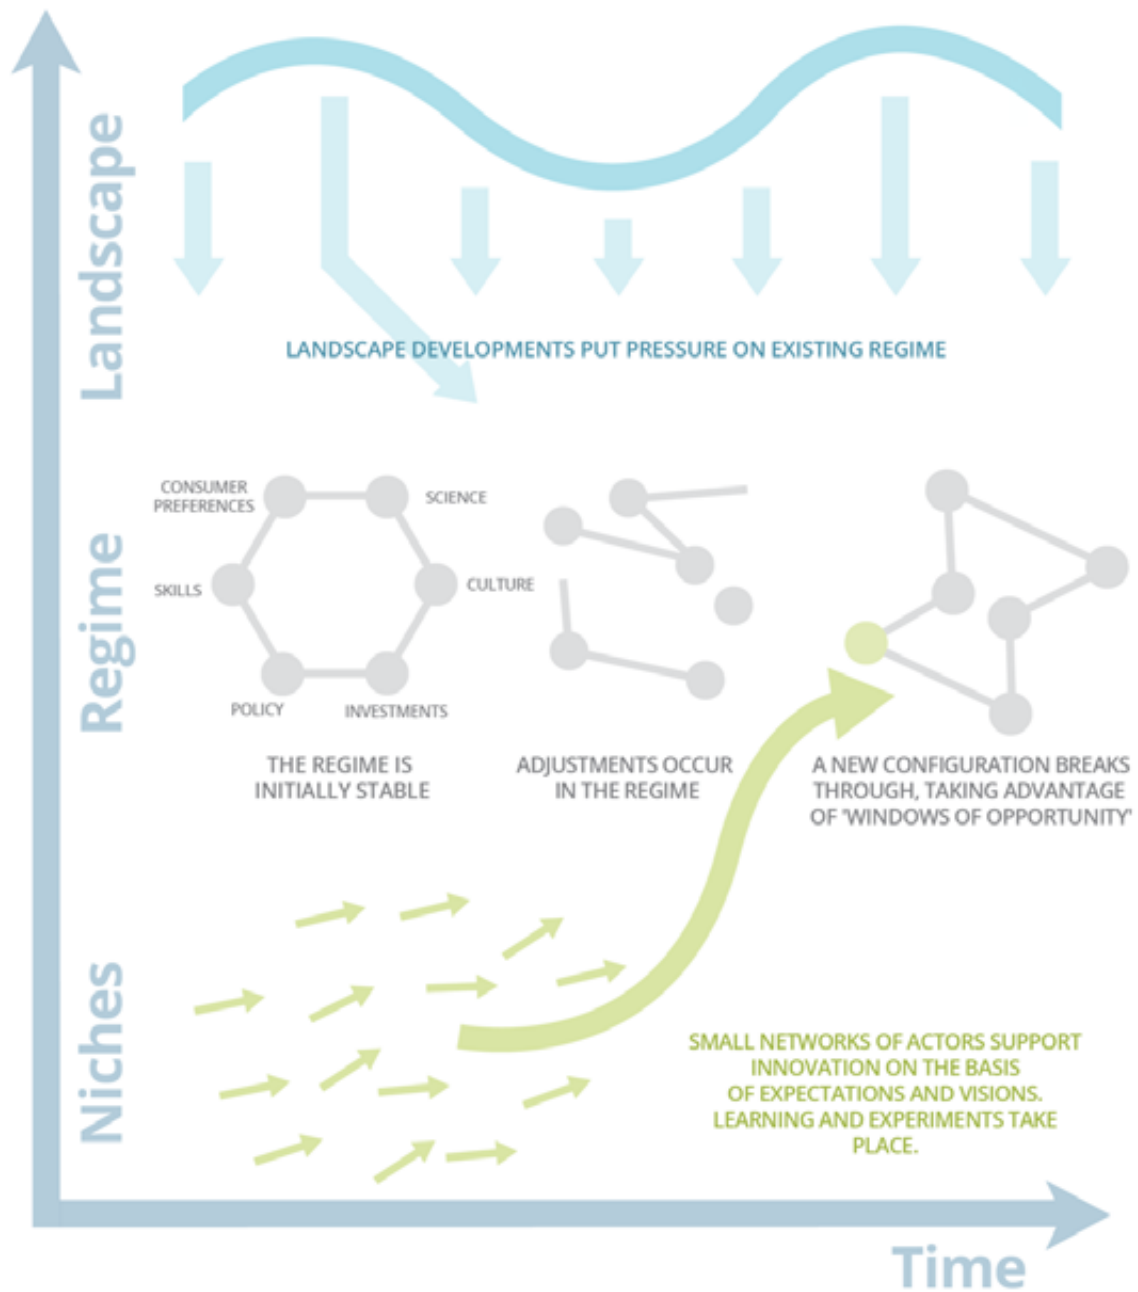 Landscape
LANDSCAPE DEVELOPMENTS PUT PRESSURE ON EXISTING REGIME
Regime
CONSUMER
PREFERENCES
SCIENCE
SKILLS
CULTURE
POLICY
INVESTMENTS
THE REGIME IS
INITIALLY STABLE
ADJUSTMENTS OCCUR
IN THE REGIME
A NEW CONFIGURATION BREAKS
THROUGH, TAKING ADVANTAGE
OF 'WINDOWS OF OPPORTUNITY'
Niches
SMALL NETWORKS OF ACTORS SUPPORT
INNOVATION ON THE BASIS
OF EXPECTATIONS AND VISIONS.
LEARNING AND EXPERIMENTS TAKE
PLACE.
Time